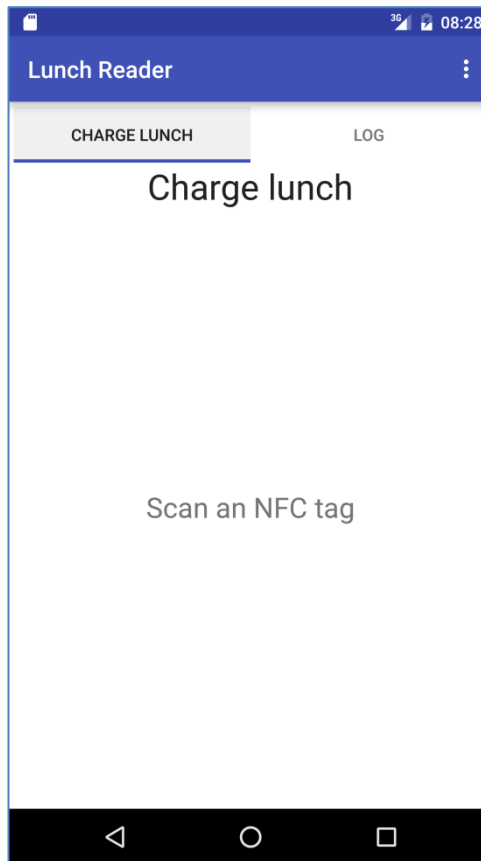 3G 08:28
Lunch Reader
CHARGE LUNCH LOG
Charge lunch
Scan an NFC tag